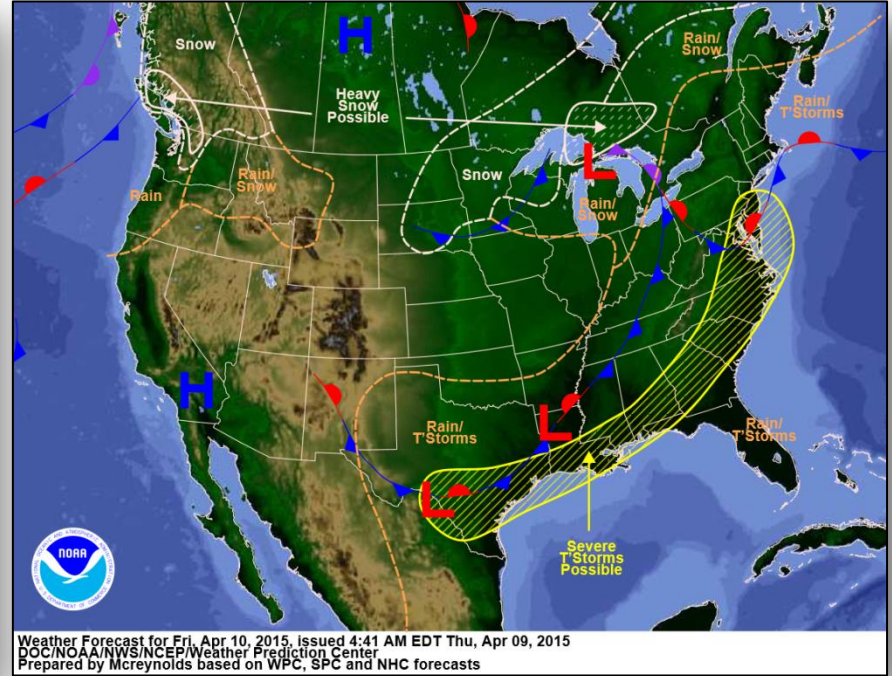 H
Snow
Rain/
Snow
Heavy
Snow
Possible
Rain/
T'Storms
L
Snow
Rain
Rain/
Snow
Rain/
Snow
H
Rain/
T'Storms
L
Rain/
T'Storms
L
Severe
T'Storms
Possible
NOAA
Weather Forecast for Fri, Apr 10, 2015, issued 4:41 AM EDT Thu, Apr 09, 2015
DOC/NOAA/NWS/NCEP/Weather Prediction Center
Prepared by Mcreynolds based on WPC, SPC and NHC forecasts